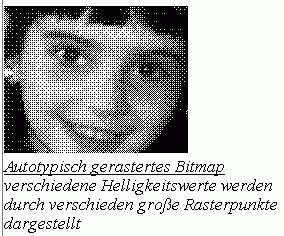 Autotypisch gerastertes Bitmap
verschiedene Helligkeitswerte werden
durch verschieden große Rasterpunkte
dargestellt